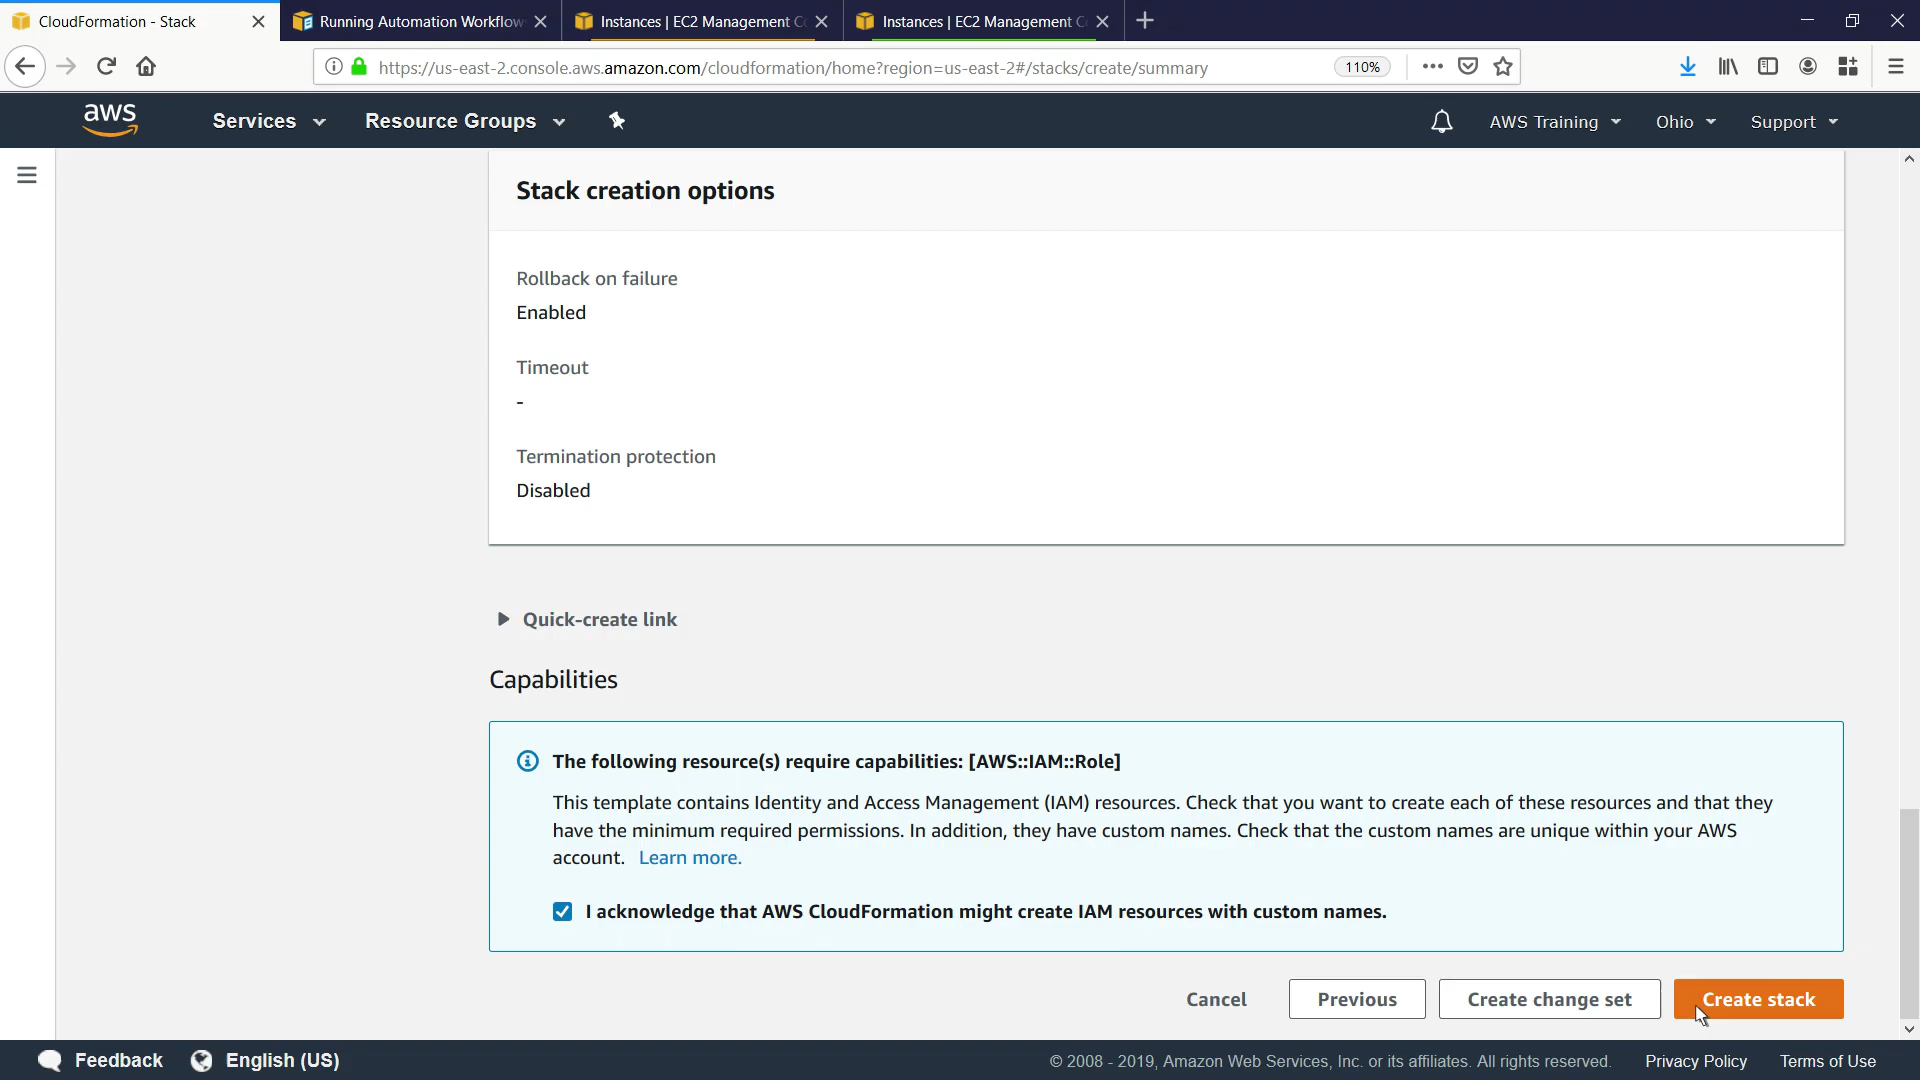 CloudFormation - Stack
Running Automation Workflow
Instances | EC2 Management C
Instances | EC2 Management C
https://us-east-2.console.aws.amazon.com/cloudformation/home?region=us-east-2#/stacks/create/summary
110%
aws
Services
Resource Groups
AWS Training
Ohio
Support
Stack creation options
Rollback on failure
Enabled
Timeout
-
Termination protection
Disabled
Quick-create link
Capabilities
The following resource(s) require capabilities: [AWS::IAM::Role]
This template contains Identity and Access Management (IAM) resources. Check that you want to create each of these resources and that they
have the minimum required permissions. In addition, they have custom names. Check that the custom names are unique within your AWS
account. Learn more.
I acknowledge that AWS CloudFormation might create IAM resources with custom names.
Cancel
Previous
Create change set
Create stack
Feedback
English (US)
© 2008 - 2019, Amazon Web Services, Inc. or its affiliates. All rights reserved.
Privacy Policy
Terms of Use